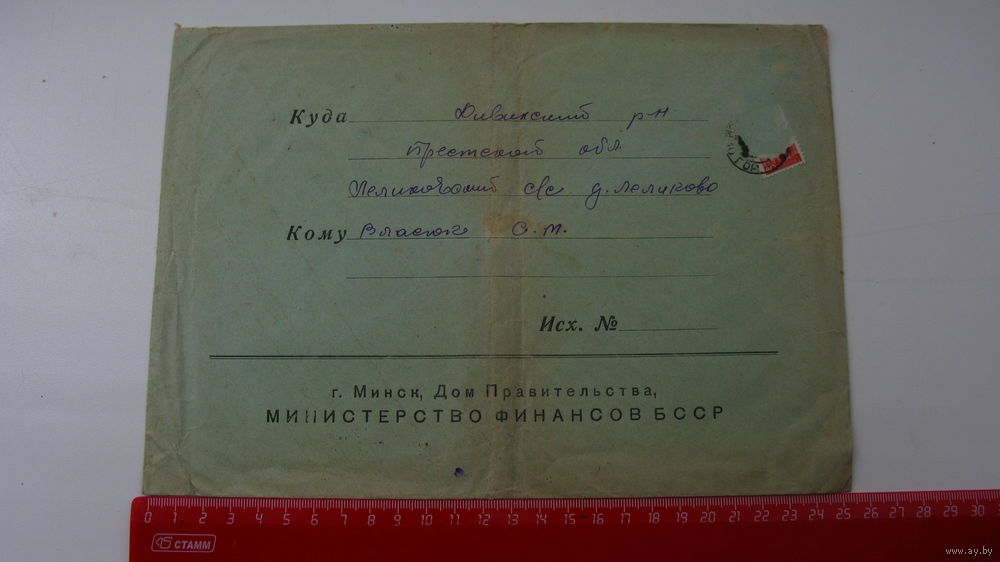 Куда Дивинский р-н
Брестской обл.
Леликовский с/с д. Леликово
Кому Власюк С. М.
Исх. №
г. Минск, Дом Правительства,
МИНИСТЕРСТВО ФИНАНСОВ БССР
0 1 2 3 4 5 6 7 8 9 10 11 12 13 14 15 16 17 18 19 20 21 22 23 24 25 26 27 28 29 30
СТАММ
www.ay.by